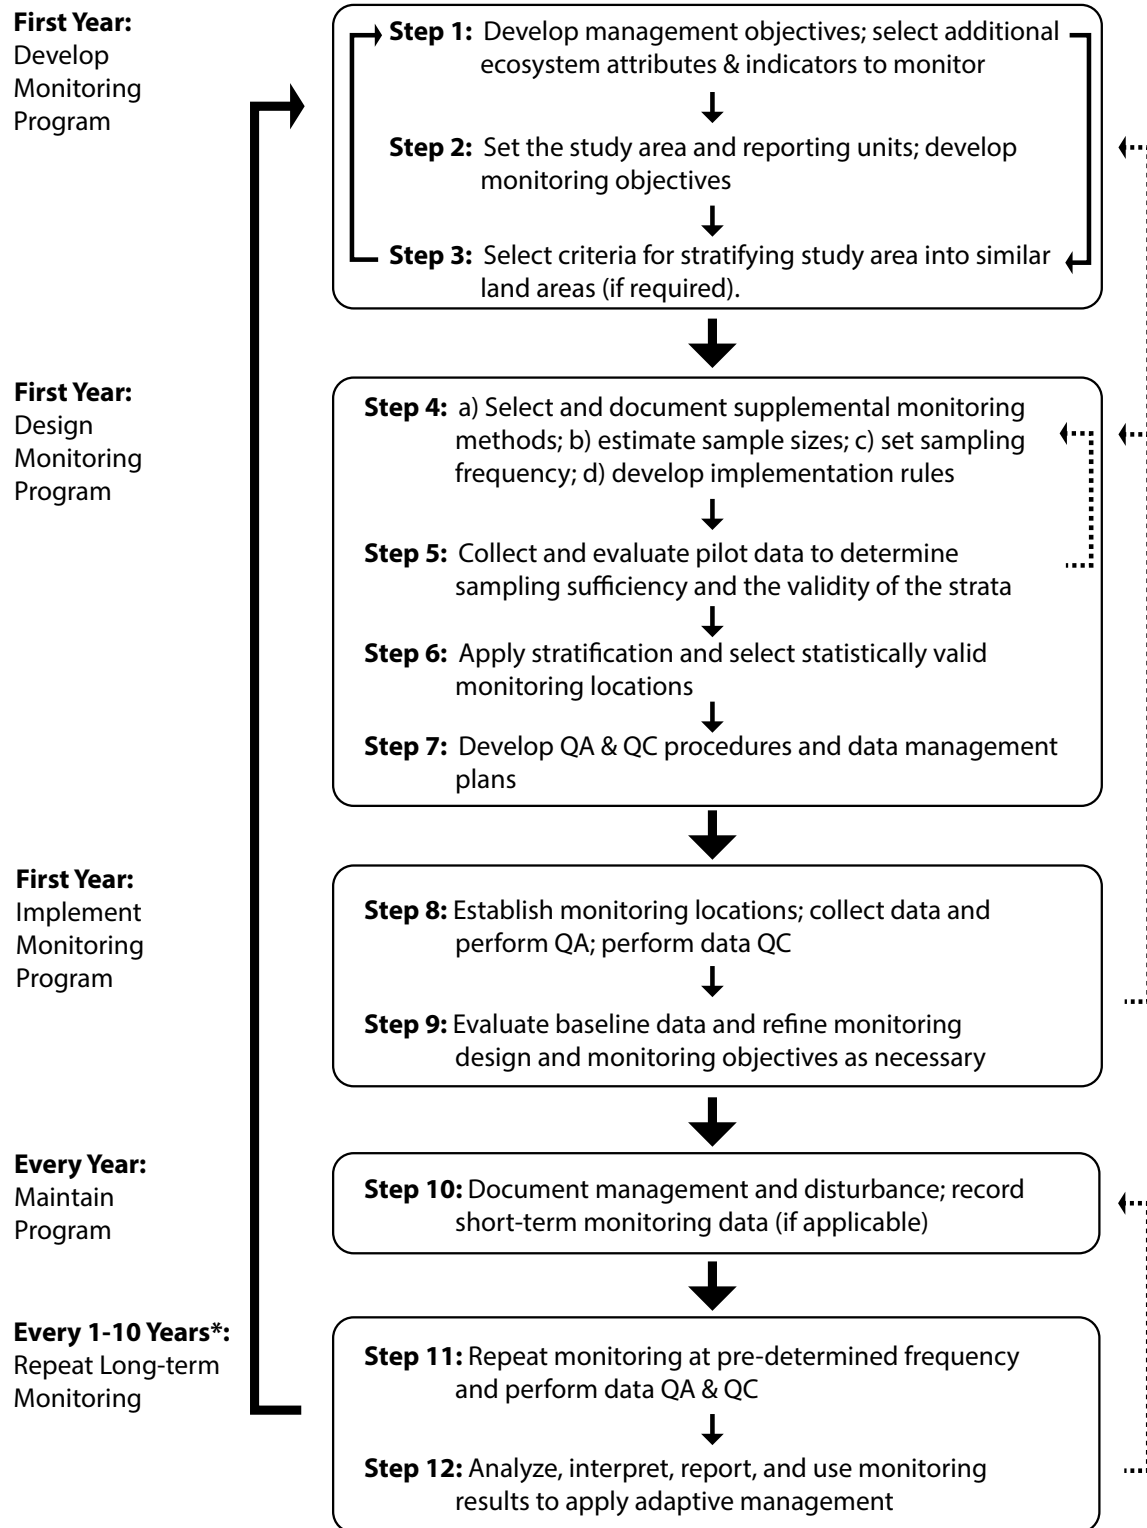 First Year:
Develop
Monitoring
Program
Step 1: Develop management objectives; select additional
ecosystem attributes & indicators to monitor
Step 2: Set the study area and reporting units; develop
monitoring objectives
Step 3: Select criteria for stratifying study area into similar
land areas (if required).
First Year:
Design
Monitoring
Program
Step 4: a) Select and document supplemental monitoring
methods; b) estimate sample sizes; c) set sampling
frequency; d) develop implementation rules
Step 5: Collect and evaluate pilot data to determine
sampling sufficiency and the validity of the strata
Step 6: Apply stratification and select statistically valid
monitoring locations
Step 7: Develop QA & QC procedures and data management
plans
First Year:
Implement
Monitoring
Program
Step 8: Establish monitoring locations; collect data and
perform QA; perform data QC
Step 9: Evaluate baseline data and refine monitoring
design and monitoring objectives as necessary
Every Year:
Maintain
Program
Step 10: Document management and disturbance; record
short-term monitoring data (if applicable)
Every 1-10 Years*:
Repeat Long-term
Monitoring
Step 11: Repeat monitoring at pre-determined frequency
and perform data QA & QC
Step 12: Analyze, interpret, report, and use monitoring
results to apply adaptive management